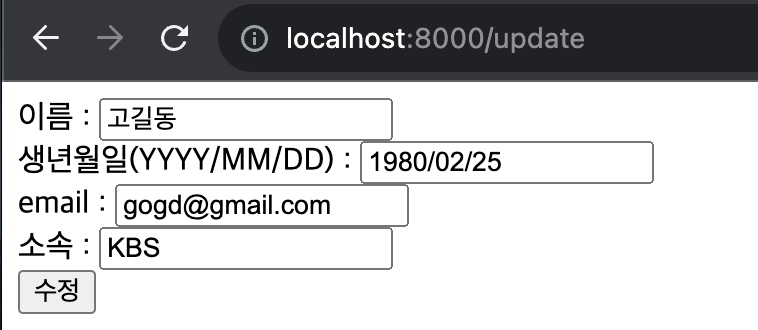 localhost:8000/update
이름 : 고길동
생년월일(YYYY/MM/DD) : 1980/02/25
email : gogd@gmail.com
소속 : KBS
수정